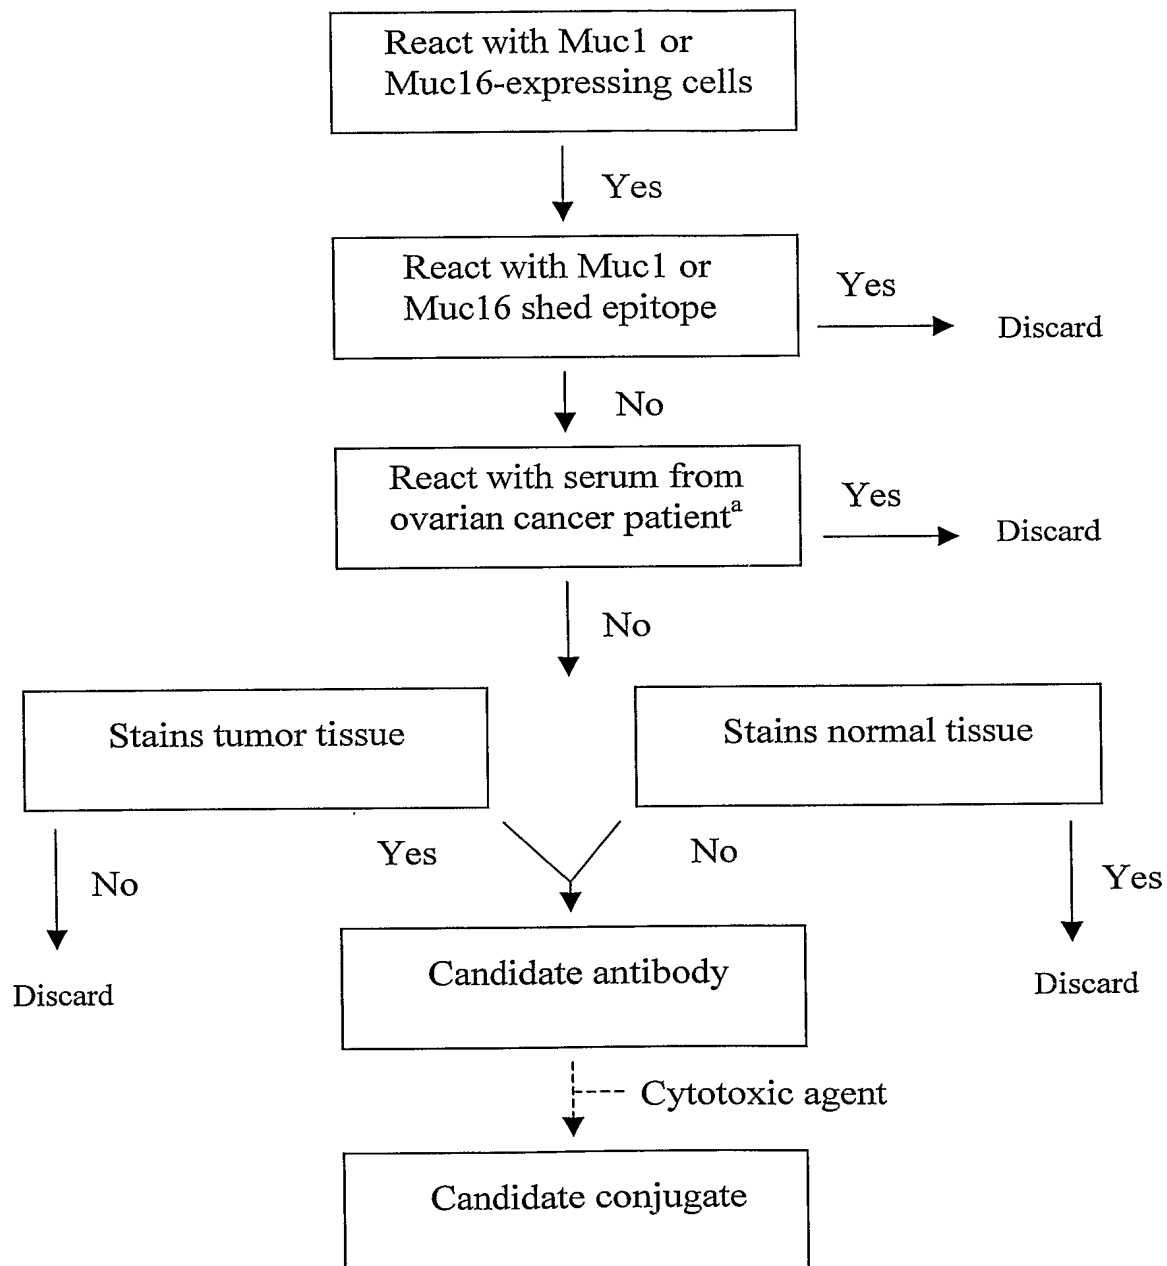 React with Muc1 or
Muc16-expressing cells
Yes
React with Muc1 or
Muc16 shed epitope
Yes
Discard
No
React with serum from
ovarian cancer patientᵃ
Yes
Discard
No
Stains tumor tissue
Stains normal tissue
Yes
No
No
Yes
Discard
Discard
Candidate antibody
Cytotoxic agent
Candidate conjugate